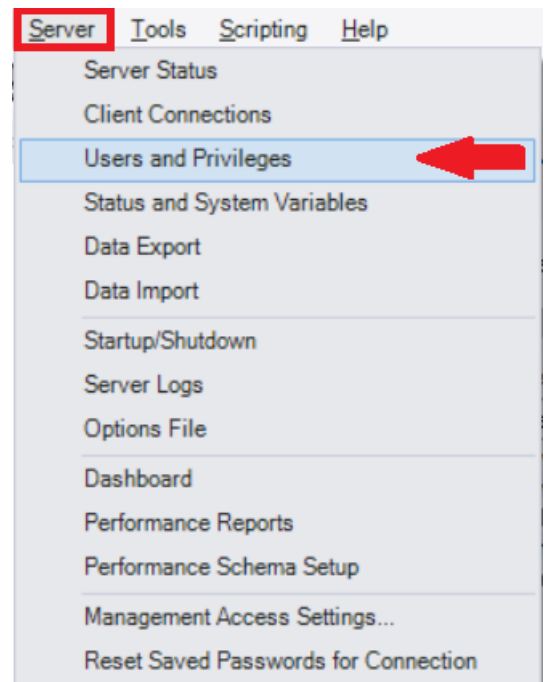 Server Tools Scripting Help
Server Status
Client Connections
Users and Privileges
Status and System Variables
Data Export
Data Import
Startup/Shutdown
Server Logs
Options File
Dashboard
Performance Reports
Performance Schema Setup
Management Access Settings...
Reset Saved Passwords for Connection